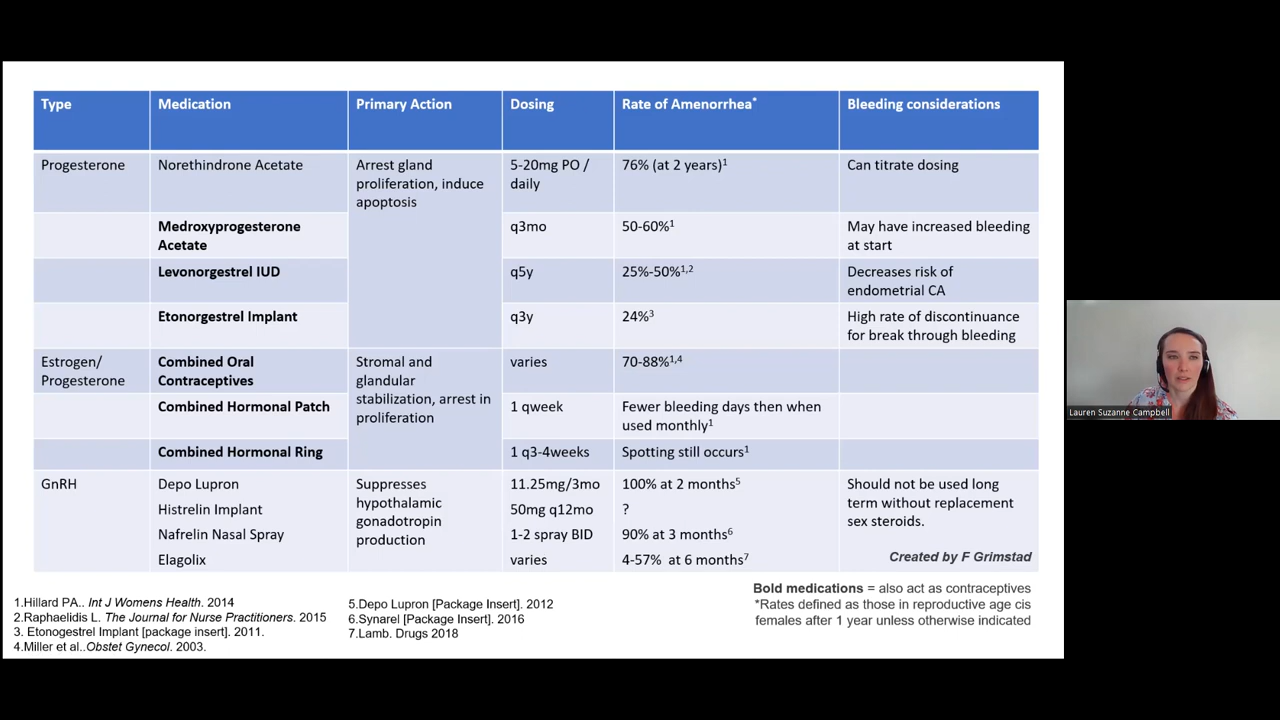 Type Medication Primary Action Dosing Rate of Amenorrhea* Bleeding considerations
Progesterone Norethindrone Acetate Arrest gland proliferation, induce apoptosis 5-20mg PO / daily 76% (at 2 years)1 Can titrate dosing
Medroxyprogesterone Acetate q3mo 50-60%1 May have increased bleeding at start
Levonorgestrel IUD q5y 25%-50%1,2 Decreases risk of endometrial CA
Etonorgestrel Implant q3y 24%3 High rate of discontinuance for break through bleeding
Estrogen/ Progesterone Combined Oral Contraceptives Stromal and glandular stabilization, arrest in proliferation varies 70-88%1,4
Combined Hormonal Patch 1 qweek Fewer bleeding days then when used monthly1
Combined Hormonal Ring 1 q3-4weeks Spotting still occurs1
GnRH Depo Lupron Suppresses hypothalamic gonadotropin production 11.25mg/3mo 100% at 2 months5 Should not be used long term without replacement sex steroids.
Histrelin Implant 50mg q12mo ?
Nafrelin Nasal Spray 1-2 spray BID 90% at 3 months6
Elagolix varies 4-57% at 6 months7
Created by F Grimstad
Bold medications = also act as contraceptives
*Rates defined as those in reproductive age cis
females after 1 year unless otherwise indicated
1.Hillard PA.. Int J Womens Health. 2014
2.Raphaelidis L. The Journal for Nurse Practitioners. 2015
3. Etonogestrel Implant [package insert]. 2011.
4.Miller et al..Obstet Gynecol. 2003.
5.Depo Lupron [Package Insert]. 2012
6.Synarel [Package Insert]. 2016
7.Lamb. Drugs 2018
Lauren Suzanne Campbell